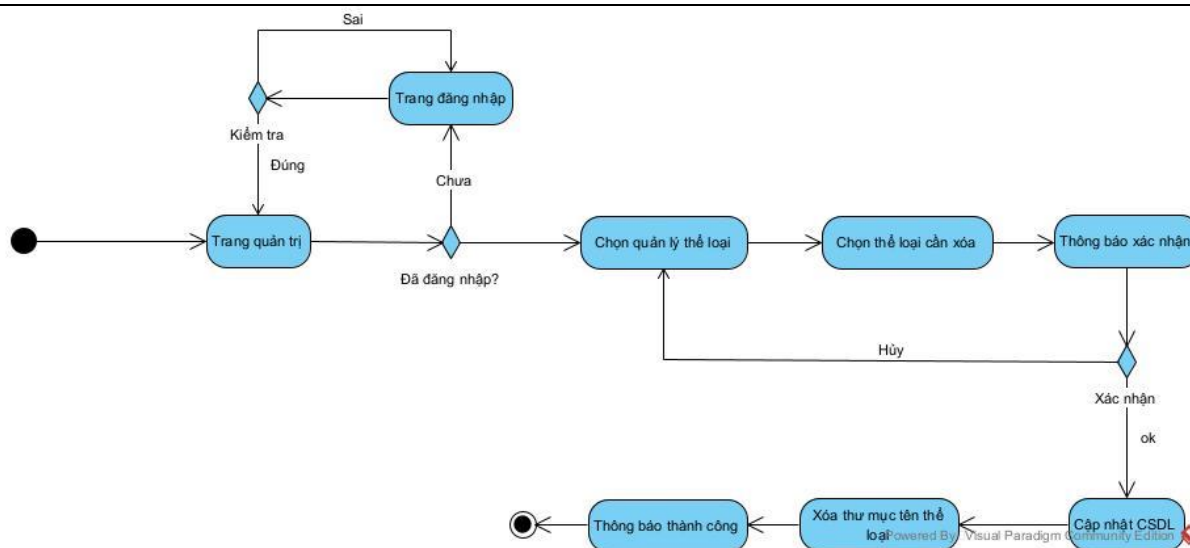 Sai
Trang đăng nhập
Kiểm tra
Đúng
Chưa
Trang quản trị
Chọn quản lý thể loại
Chọn thể loại cần xóa
Thông báo xác nhận
Đã đăng nhập?
Hủy
Xác nhận
ok
Thông báo thành công
Xóa thư mục tên thể
loại
Cập nhật CSDL
Powered By: Visual Paradigm Community Edition